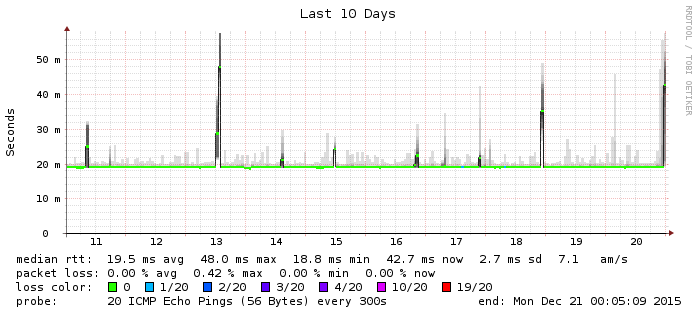 Last 10 Days
RRDTOOL / TOBI OETIKER
Seconds
50 m
40 m
30 m
20 m
10 m
0
11 12 13 14 15 16 17 18 19 20
median rtt: 19.5 ms avg 48.0 ms max 18.8 ms min 42.7 ms now 2.7 ms sd 7.1 am/s
packet loss: 0.00 % avg 0.42 % max 0.00 % min 0.00 % now
loss color: 0 1/20 2/20 3/20 4/20 10/20 19/20
probe: 20 ICMP Echo Pings (56 Bytes) every 300s end: Mon Dec 21 00:05:09 2015